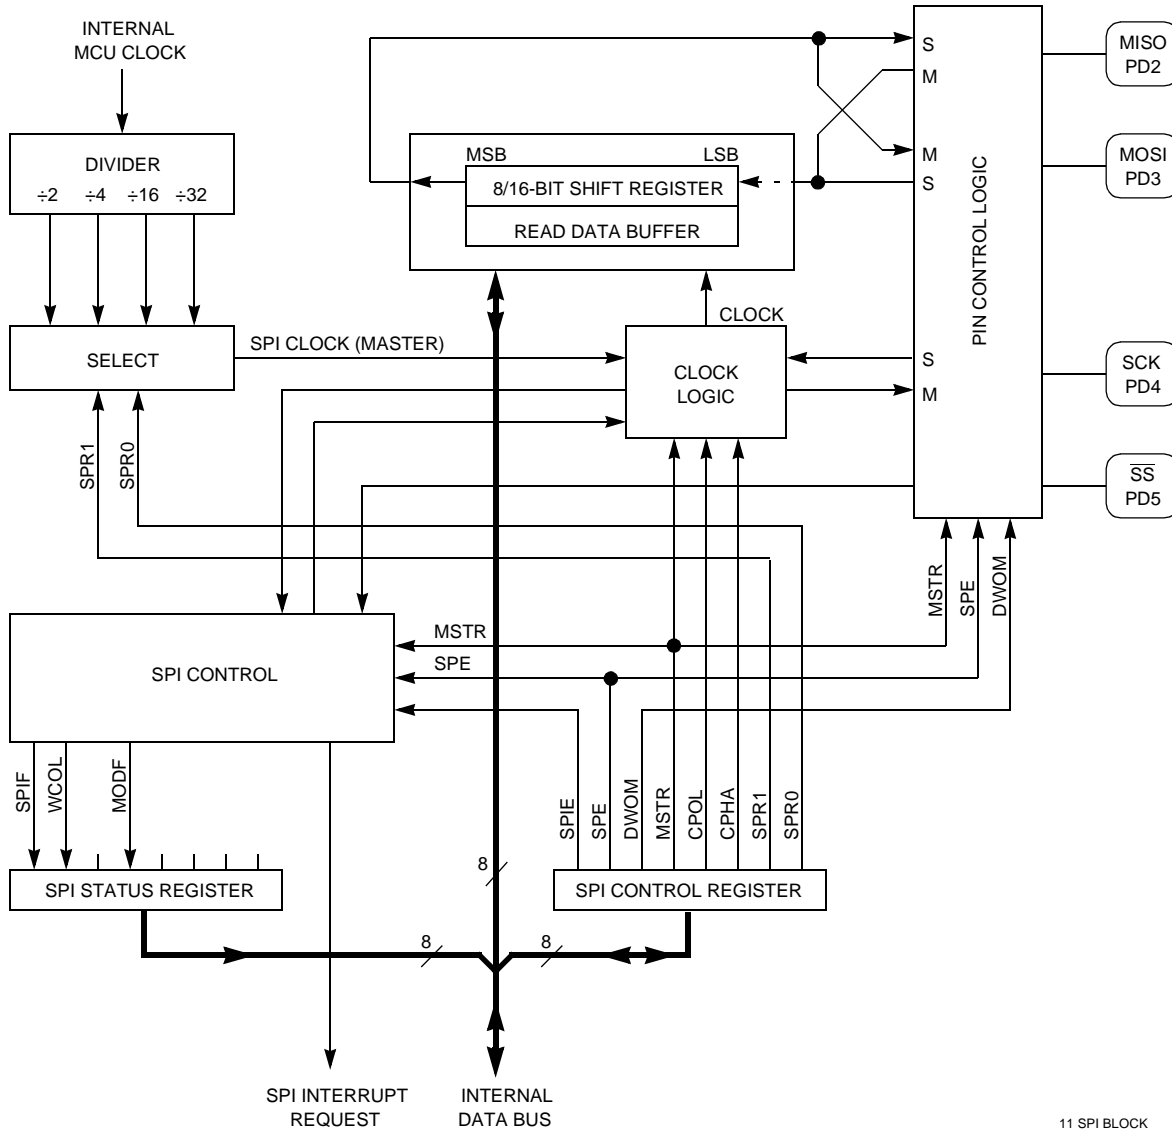 INTERNAL
MCU CLOCK
DIVIDER
÷2 ÷4 ÷16 ÷32
SELECT
SPI CLOCK (MASTER)
SPR1
SPR0
MSB LSB
8/16-BIT SHIFT REGISTER
READ DATA BUFFER
CLOCK
CLOCK
LOGIC
S
M
M
S
S
M
PIN CONTROL LOGIC
MISO
PD2
MOSI
PD3
SCK
PD4
SS
PD5
MSTR
SPE
DWOM
MSTR
SPE
SPI CONTROL
SPIF
WCOL
MODF
SPIE
SPE
DWOM
MSTR
CPOL
CPHA
SPR1
SPR0
8
SPI STATUS REGISTER
SPI CONTROL REGISTER
8
8
SPI INTERRUPT
REQUEST
INTERNAL
DATA BUS
11 SPI BLOCK